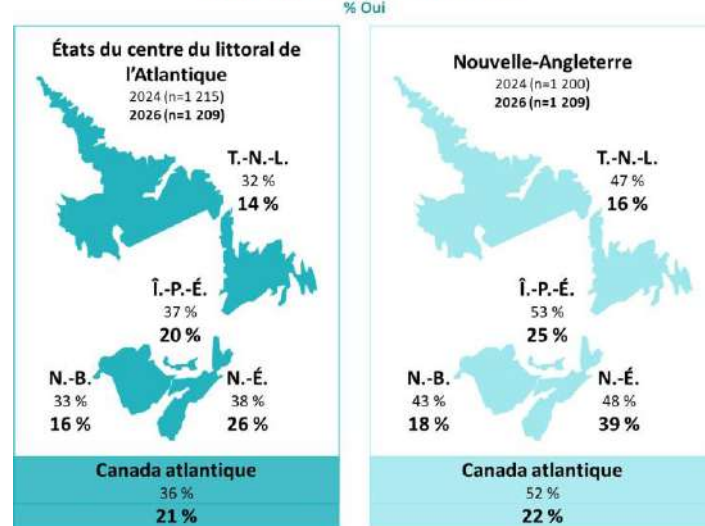 % Oui
États du centre du littoral de
l'Atlantique
2024 (n=1 215)
2026 (n=1 209)
T.-N.-L.
32 %
14 %
Î.-P.-É.
37 %
20 %
N.-B.
33 %
16 %
N.-É.
38 %
26 %
Canada atlantique
36 %
21 %
Nouvelle-Angleterre
2024 (n=1 200)
2026 (n=1 209)
T.-N.-L.
47 %
16 %
Î.-P.-É.
53 %
25 %
N.-B.
43 %
18 %
N.-É.
48 %
39 %
Canada atlantique
52 %
22 %